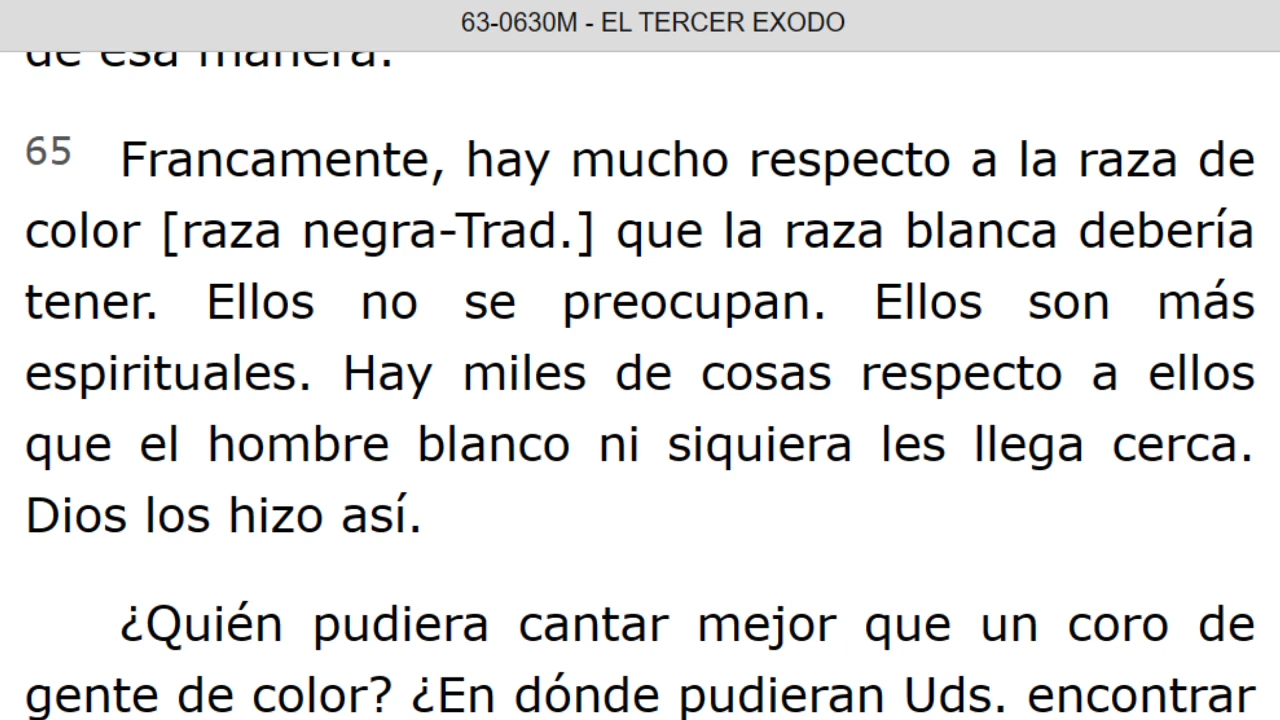 63-0630M - EL TERCER EXODO
de esa manera.
65 Francamente, hay mucho respecto a la raza de
color [raza negra-Trad.] que la raza blanca debería
tener. Ellos no se preocupan. Ellos son más
espirituales. Hay miles de cosas respecto a ellos
que el hombre blanco ni siquiera les llega cerca.
Dios los hizo así.
¿Quién pudiera cantar mejor que un coro de
gente de color? ¿En dónde pudieran Uds. encontrar